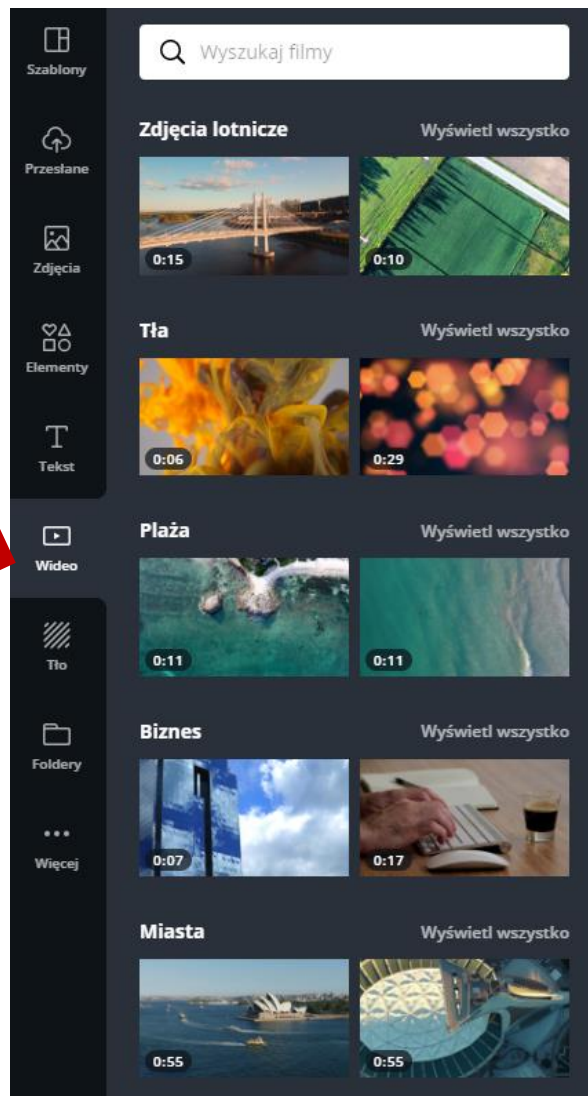 Szablony
Przesłane
Zdjęcia
Elementy
Tekst
Wideo
Tło
Foldery
Więcej
Wyszukaj filmy
Zdjęcia lotnicze Wyświetl wszystko
0:15 0:10
Tła Wyświetl wszystko
0:06 0:29
Plaża Wyświetl wszystko
0:11 0:11
Biznes Wyświetl wszystko
0:07 0:17
Miasta Wyświetl wszystko
0:55 0:55